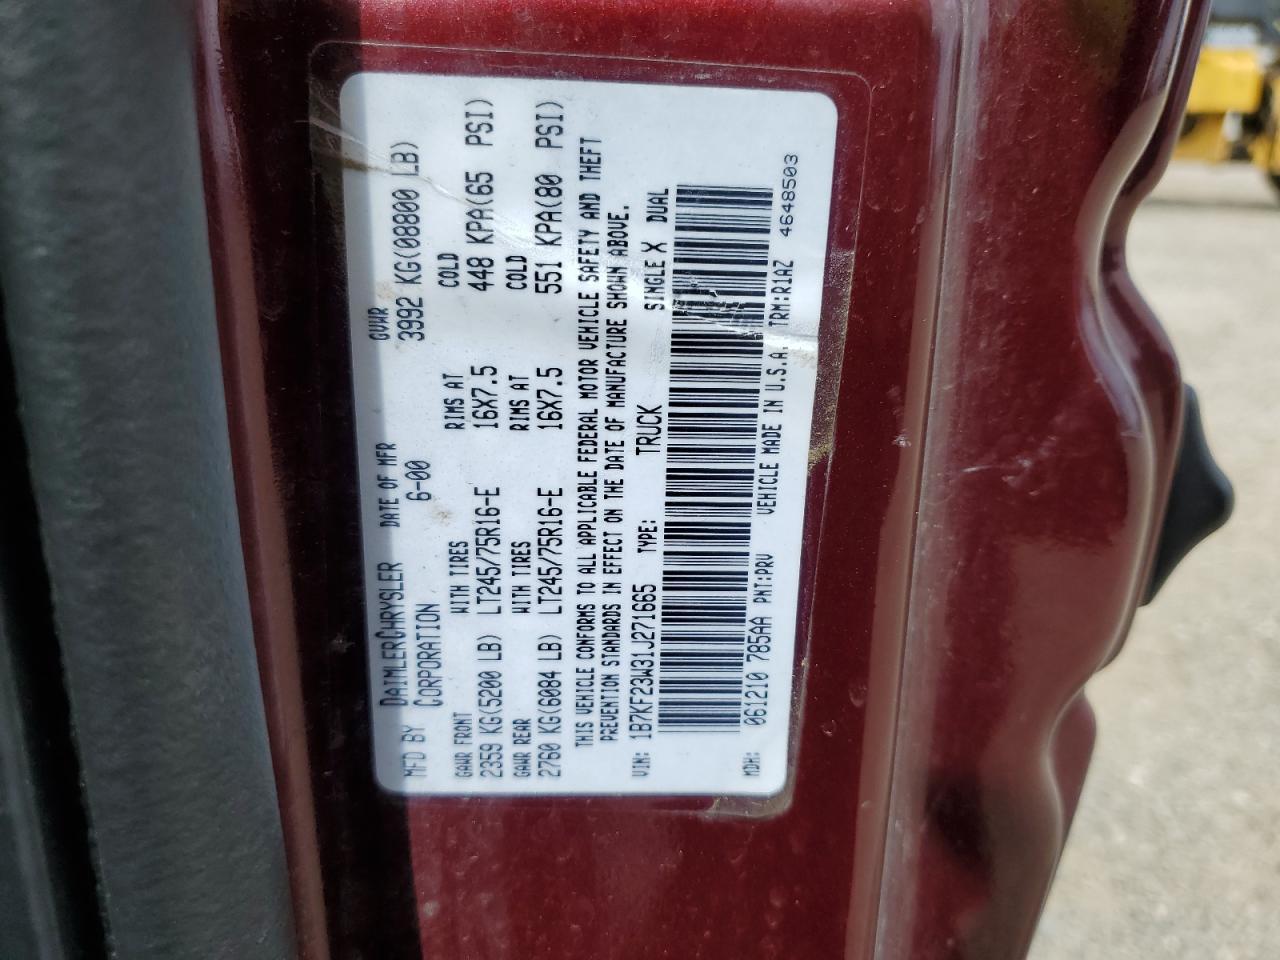 MFD BY DAIMLERCHRYSLER CORPORATION DATE OF MFR 6-00 GVWR 3992 KG(08800 LB)
GAWR FRONT WITH TIRES RIMS AT COLD
2359 KG(5200 LB) LT245/75R16-E 16X7.5 448 KPA(65 PSI)
GAWR REAR WITH TIRES RIMS AT COLD
2760 KG(6084 LB) LT245/75R16-E 16X7.5 551 KPA(80 PSI)
THIS VEHICLE CONFORMS TO ALL APPLICABLE FEDERAL MOTOR VEHICLE SAFETY AND THEFT
PREVENTION STANDARDS IN EFFECT ON THE DATE OF MANUFACTURE SHOWN ABOVE.
VIN: 1B7KF23W31J271665 TYPE: TRUCK SINGLE X DUAL
MDH: 061210 785AA PNT:PRV VEHICLE MADE IN U.S.A. TRM:R1AZ 4648503